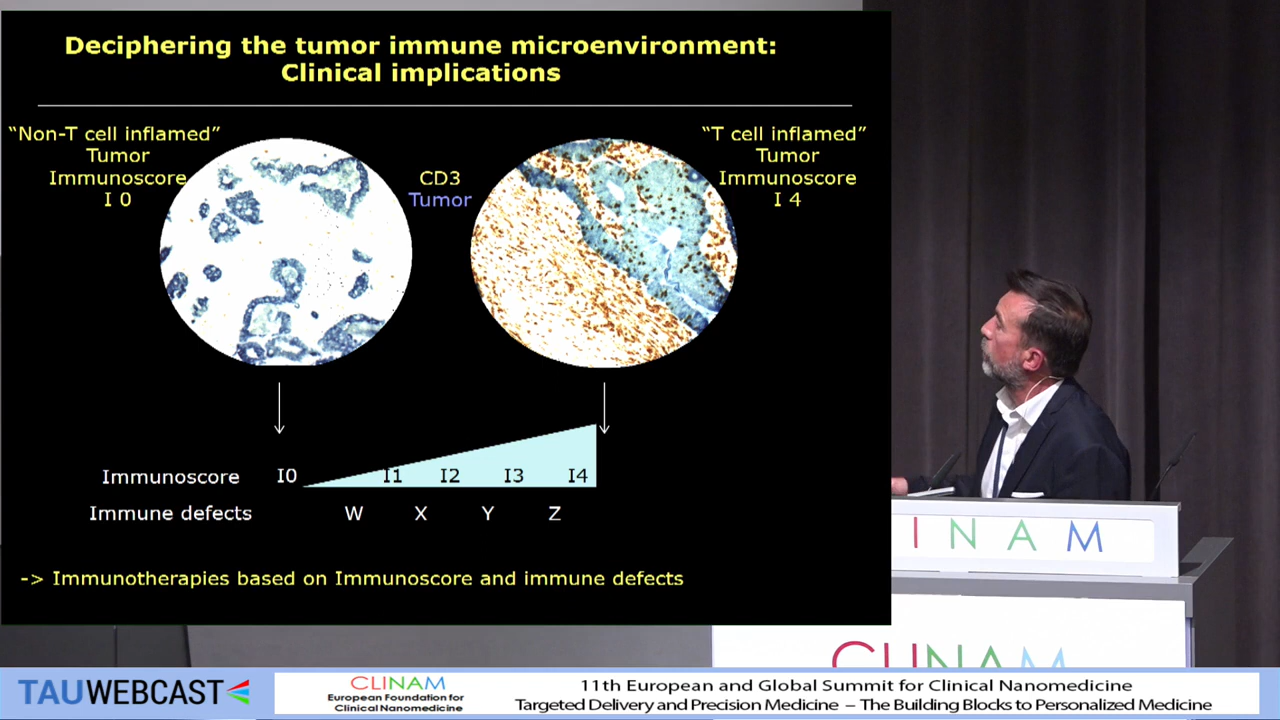 Deciphering the tumor immune microenvironment:
Clinical implications
“Non-T cell inflamed”
Tumor
Immunoscore
I 0
CD3
Tumor
“T cell inflamed”
Tumor
Immunoscore
I 4
Immunoscore I0 I1 I2 I3 I4
Immune defects W X Y Z
-> Immunotherapies based on Immunoscore and immune defects
I N A M
CLINAM
TAUWEBCAST
CLINAM
European Foundation for
Clinical Nanomedicine
11th European and Global Summit for Clinical Nanomedicine
Targeted Delivery and Precision Medicine – The Building Blocks to Personalized Medicine